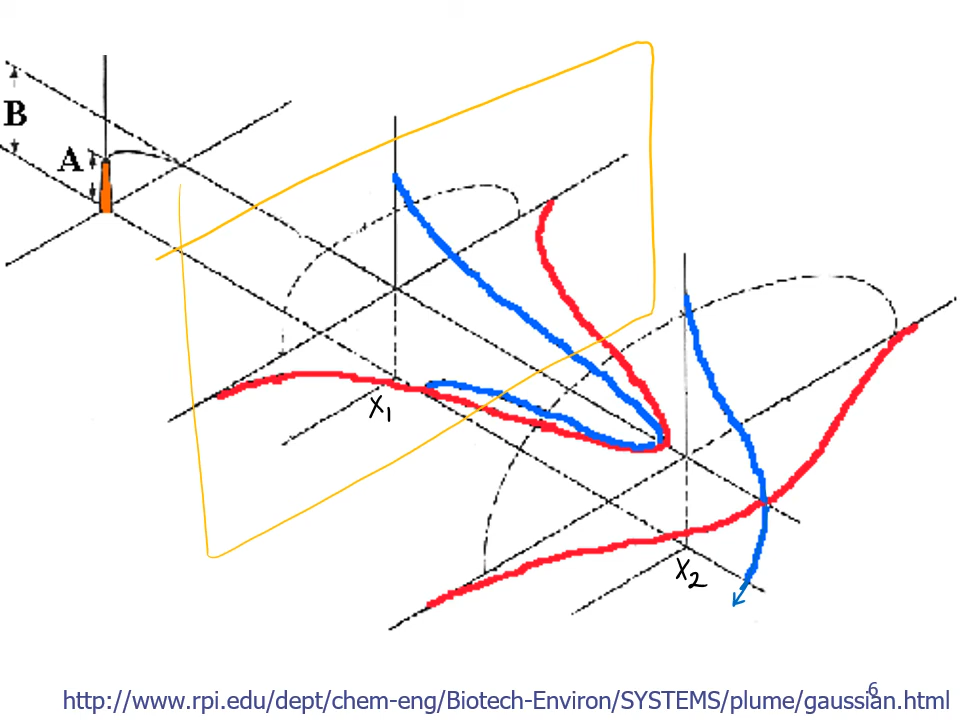 B
A
X1
X2
6
http://www.rpi.edu/dept/chem-eng/Biotech-Environ/SYSTEMS/plume/gaussian.html